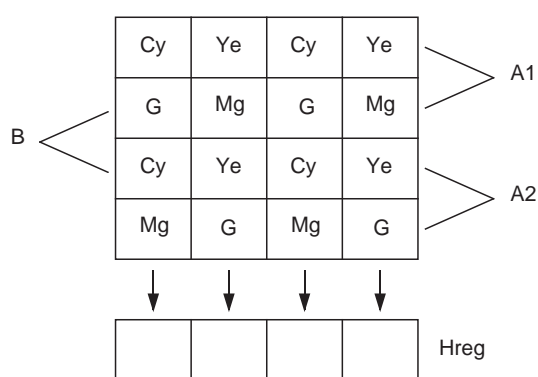 Cy Ye Cy Ye
A1
G Mg G Mg
B
Cy Ye Cy Ye
A2
Mg G Mg G
Hreg